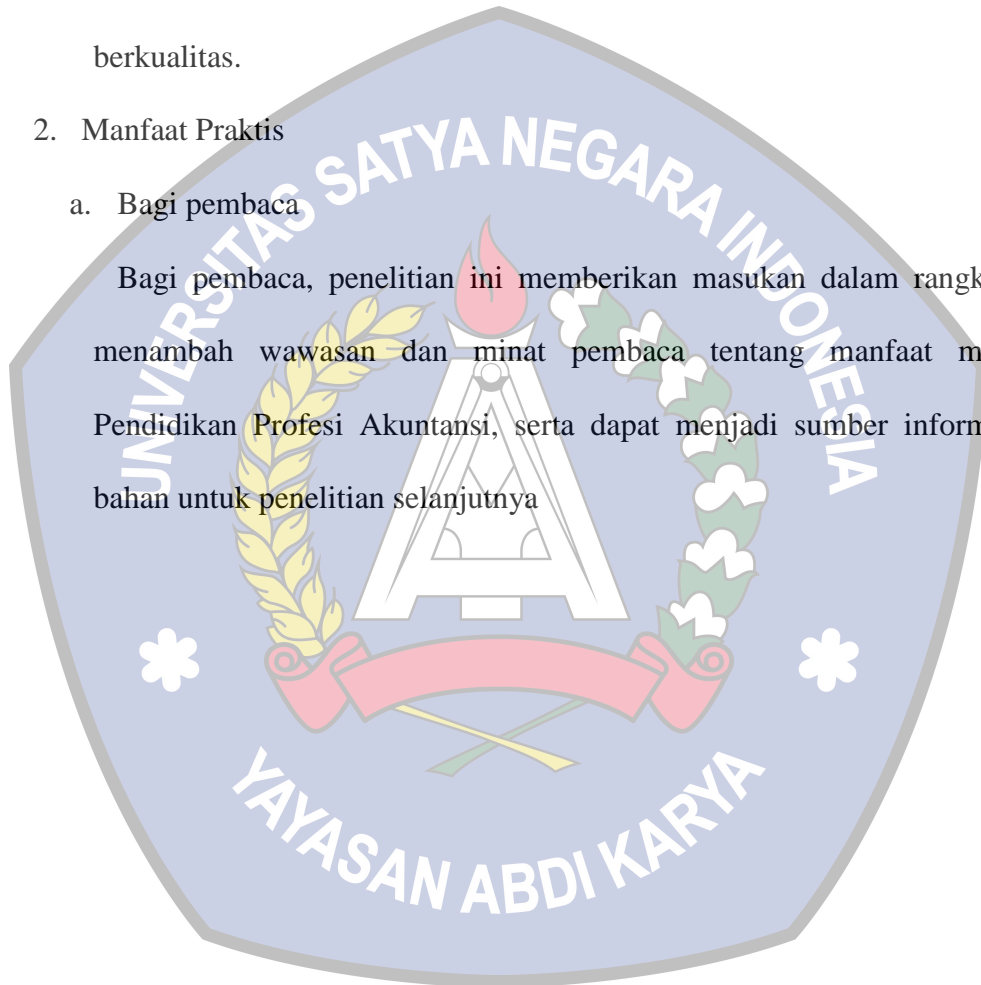 berkualitas.
2. Manfaat Praktis
a. Bagi pembaca
Bagi pembaca, penelitian ini memberikan masukan dalam
menambah wawasan dan minat pembaca tentang manfaat
Pendidikan Profesi Akuntansi, serta dapat menjadi sumber
bahan untuk penelitian selanjutnya
UNIVERSITAS SATYA NEGARA INDONESIA
YAYASAN ABDI KARYA